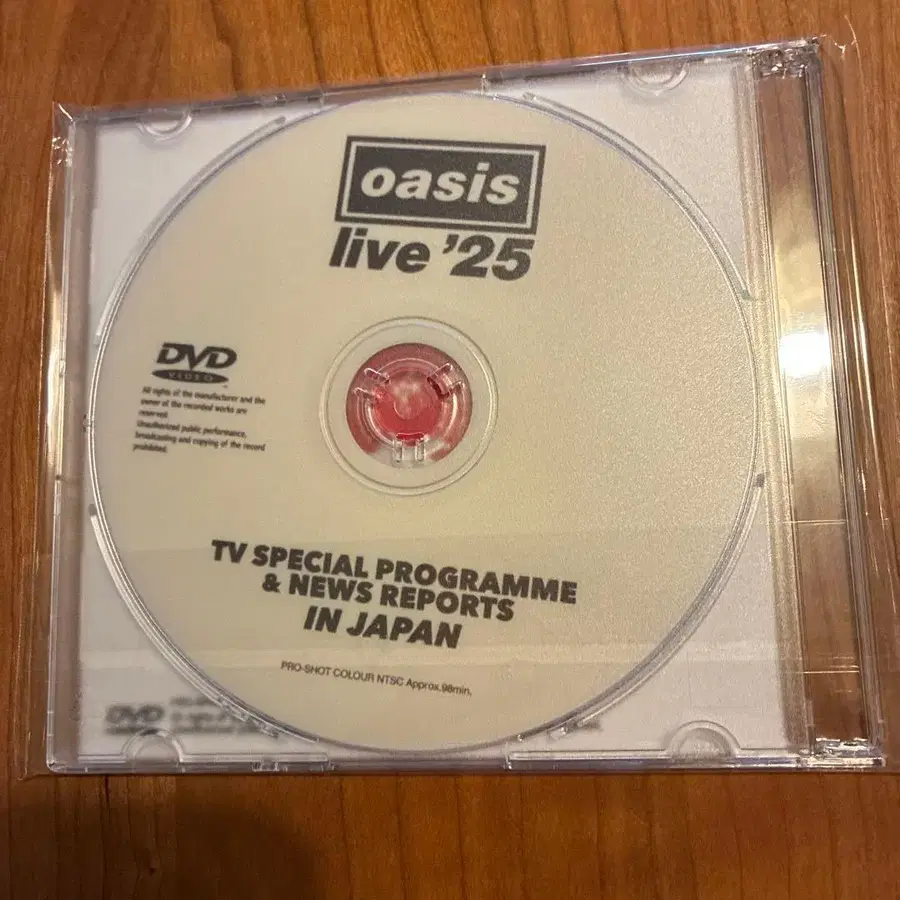 oasis
live '25
DVD
VIDEO
All rights of the manufacturer and the
owner of the recorded works are
reserved.
Unauthorized public performance,
broadcasting and copying of the record
prohibited.
TV SPECIAL PROGRAMME
& NEWS REPORTS
IN JAPAN
PRO-SHOT COLOUR NTSC Approx.98min.
DVD